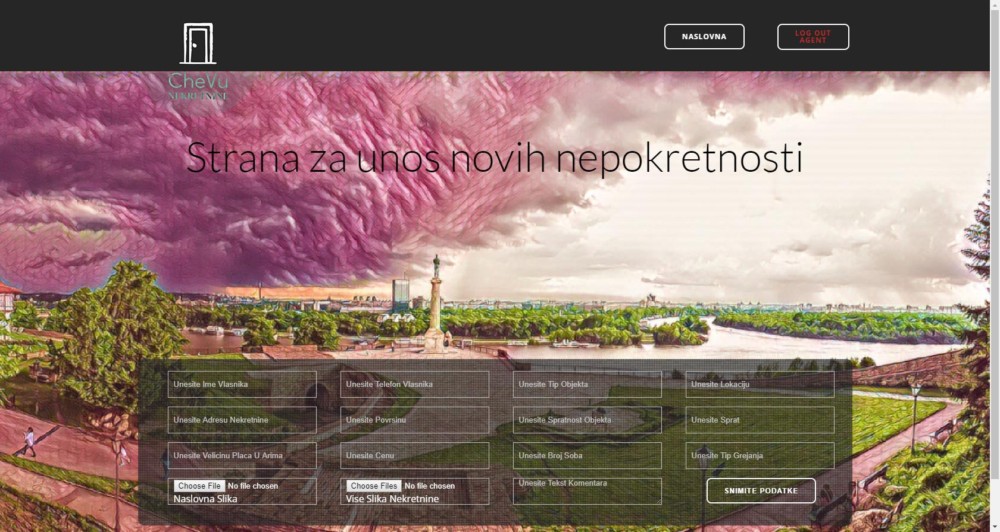 NASLOVNA
LOG OUT
AGENT
CheVu
NEKRETNINE
Strana za unos novih nepokretnosti
Unesite Ime Vlasnika
Unesite Telefon Vlasnika
Unesite Tip Objekta
Unesite Lokaciju
Unesite Adresu Nekretnine
Unesite Povrsinu
Unesite Spratnost Objekta
Unesite Sprat
Unesite Velicinu Placa U Arima
Unesite Cenu
Unesite Broj Soba
Unesite Tip Grejanja
Choose File No file chosen
Naslovna Slika
Choose Files No file chosen
Vise Slika Nekretnine
Unesite Tekst Komentara
SNIMITE PODATKE